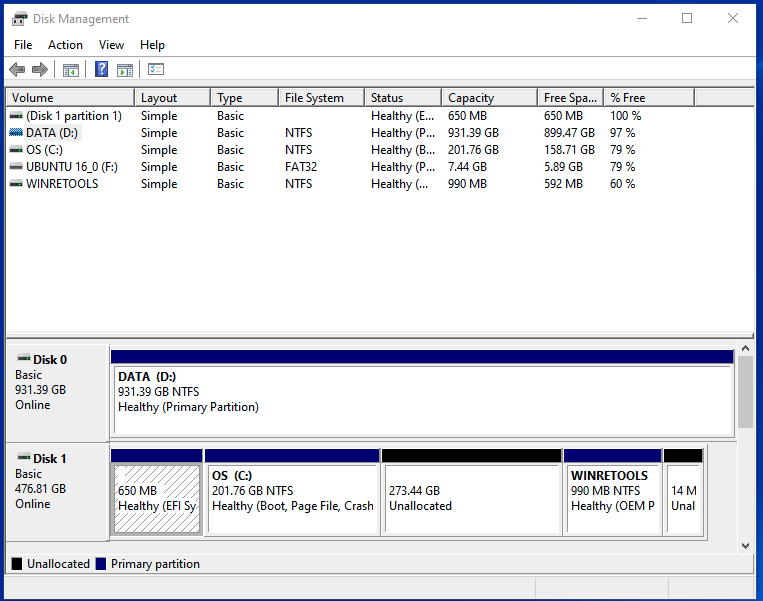 Disk Management
File Action View Help
Volume Layout Type File System Status Capacity Free Spa... % Free
(Disk 1 partition 1) Simple Basic Healthy (E... 650 MB 650 MB 100 %
DATA (D:) Simple Basic NTFS Healthy (P... 931.39 GB 899.47 GB 97 %
OS (C:) Simple Basic NTFS Healthy (B... 201.76 GB 158.71 GB 79 %
UBUNTU 16_0 (F:) Simple Basic FAT32 Healthy (P... 7.44 GB 5.89 GB 79 %
WINRETOOLS Simple Basic NTFS Healthy (... 990 MB 592 MB 60 %
Disk 0
Basic
931.39 GB
Online
DATA (D:)
931.39 GB NTFS
Healthy (Primary Partition)
Disk 1
Basic
476.81 GB
Online
650 MB
Healthy (EFI Sy
OS (C:)
201.76 GB NTFS
Healthy (Boot, Page File, Crash
273.44 GB
Unallocated
WINRETOOLS
990 MB NTFS
Healthy (OEM P
14 M
Unal
Unallocated Primary partition